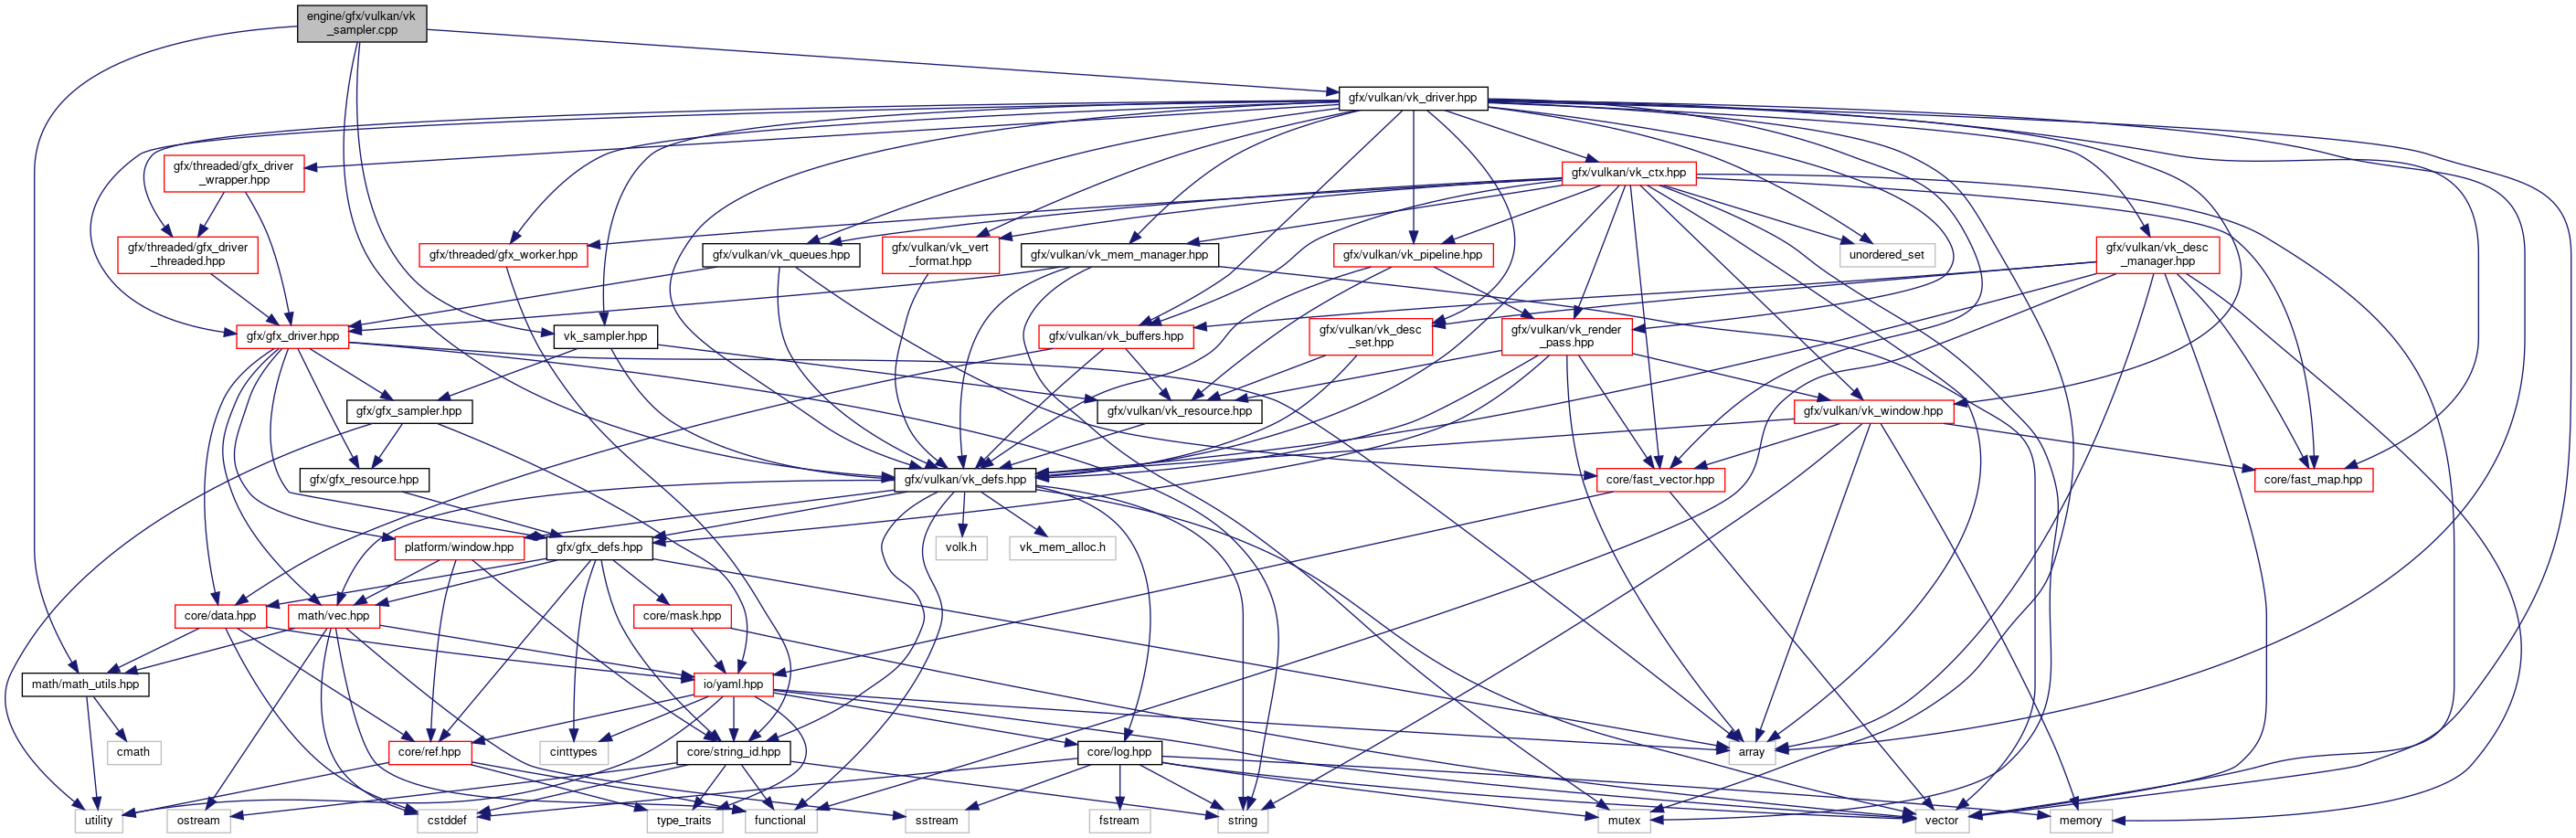 engine/gfx/vulkan/vk
_sampler.cpp
gfx/vulkan/vk_driver.hpp
gfx/threaded/gfx_driver
_wrapper.hpp
gfx/vulkan/vk_ctx.hpp
gfx/threaded/gfx_driver
_threaded.hpp
gfx/threaded/gfx_worker.hpp
gfx/vulkan/vk_queues.hpp
gfx/vulkan/vk_vert
_format.hpp
gfx/vulkan/vk_mem_manager.hpp
gfx/vulkan/vk_pipeline.hpp
unordered_set
gfx/vulkan/vk_desc
_manager.hpp
gfx/gfx_driver.hpp
vk_sampler.hpp
gfx/vulkan/vk_buffers.hpp
gfx/vulkan/vk_desc
_set.hpp
gfx/vulkan/vk_render
_pass.hpp
gfx/gfx_sampler.hpp
gfx/vulkan/vk_resource.hpp
gfx/vulkan/vk_window.hpp
gfx/gfx_resource.hpp
gfx/vulkan/vk_defs.hpp
core/fast_vector.hpp
core/fast_map.hpp
platform/window.hpp
gfx/gfx_defs.hpp
volk.h
vk_mem_alloc.h
core/data.hpp
math/vec.hpp
core/mask.hpp
math/math_utils.hpp
io/yaml.hpp
cmath
core/ref.hpp
cinttypes
core/string_id.hpp
core/log.hpp
array
utility
ostream
cstddef
type_traits
functional
sstream
fstream
string
mutex
vector
memory